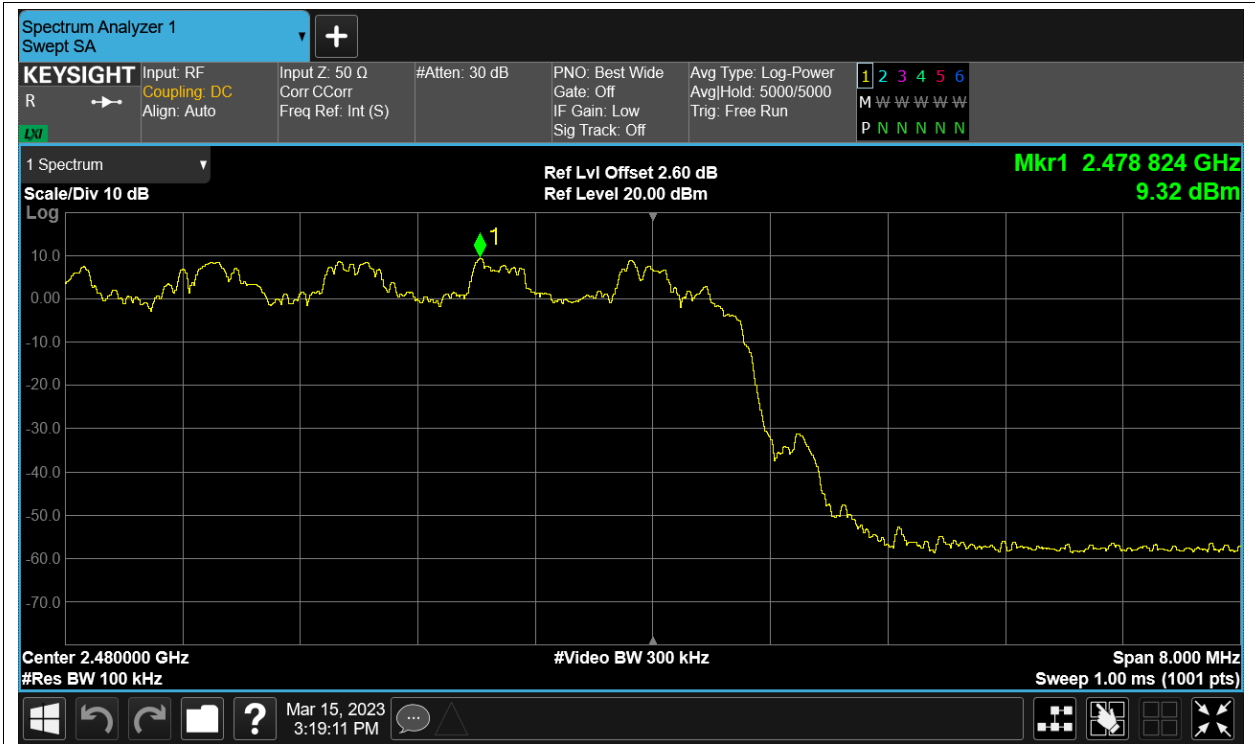 Spectrum Analyzer 1
Swept SA
KEYSIGHT
R
LXI
Input: RF
Coupling: DC
Align: Auto
Input Z: 50 Ω
Corr CCorr
Freq Ref: Int (S)
#Atten: 30 dB
PNO: Best Wide
Gate: Off
IF Gain: Low
Sig Track: Off
Avg Type: Log-Power
Avg|Hold: 5000/5000
Trig: Free Run
1 2 3 4 5 6
M W W W W W
P N N N N N
1 Spectrum
Scale/Div 10 dB
Log
Ref Lvl Offset 2.60 dB
Ref Level 20.00 dBm
Mkr1 2.478 824 GHz
9.32 dBm
1
10.0
0.00
-10.0
-20.0
-30.0
-40.0
-50.0
-60.0
-70.0
Center 2.480000 GHz
#Res BW 100 kHz
#Video BW 300 kHz
Span 8.000 MHz
Sweep 1.00 ms (1001 pts)
?
Mar 15, 2023
3:19:11 PM